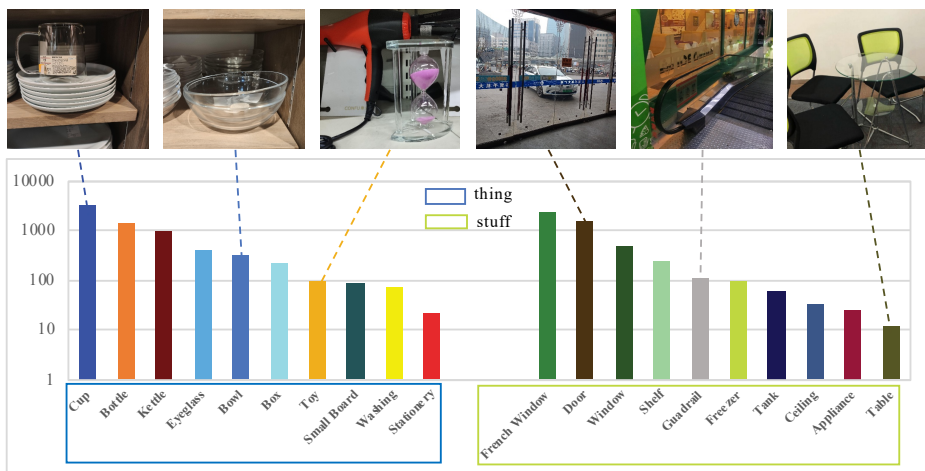 10000
1000
100
10
1
thing
stuff
Cup
Bottle
Kettle
Eyeglass
Bowl
Box
Toy
Small Board
Washing
Stationery
French Window
Door
Window
Shelf
Guadrail
Freezer
Tank
Ceiling
Appliance
Table